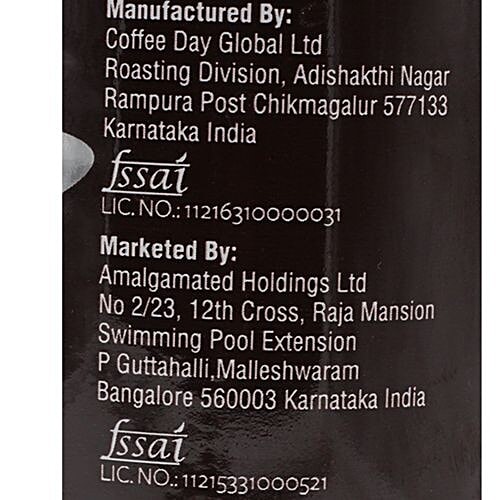 Manufactured By:
Coffee Day Global Ltd
Roasting Division, Adishakthi Nagar
Rampura Post Chikmagalur 577133
Karnataka India
fssai
LIC. NO.: 11216310000031
Marketed By:
Amalgamated Holdings Ltd
No 2/23, 12th Cross, Raja Mansion
Swimming Pool Extension
P Guttahalli,Malleshwaram
Bangalore 560003 Karnataka India
fssai
LIC. NO.: 11215331000521